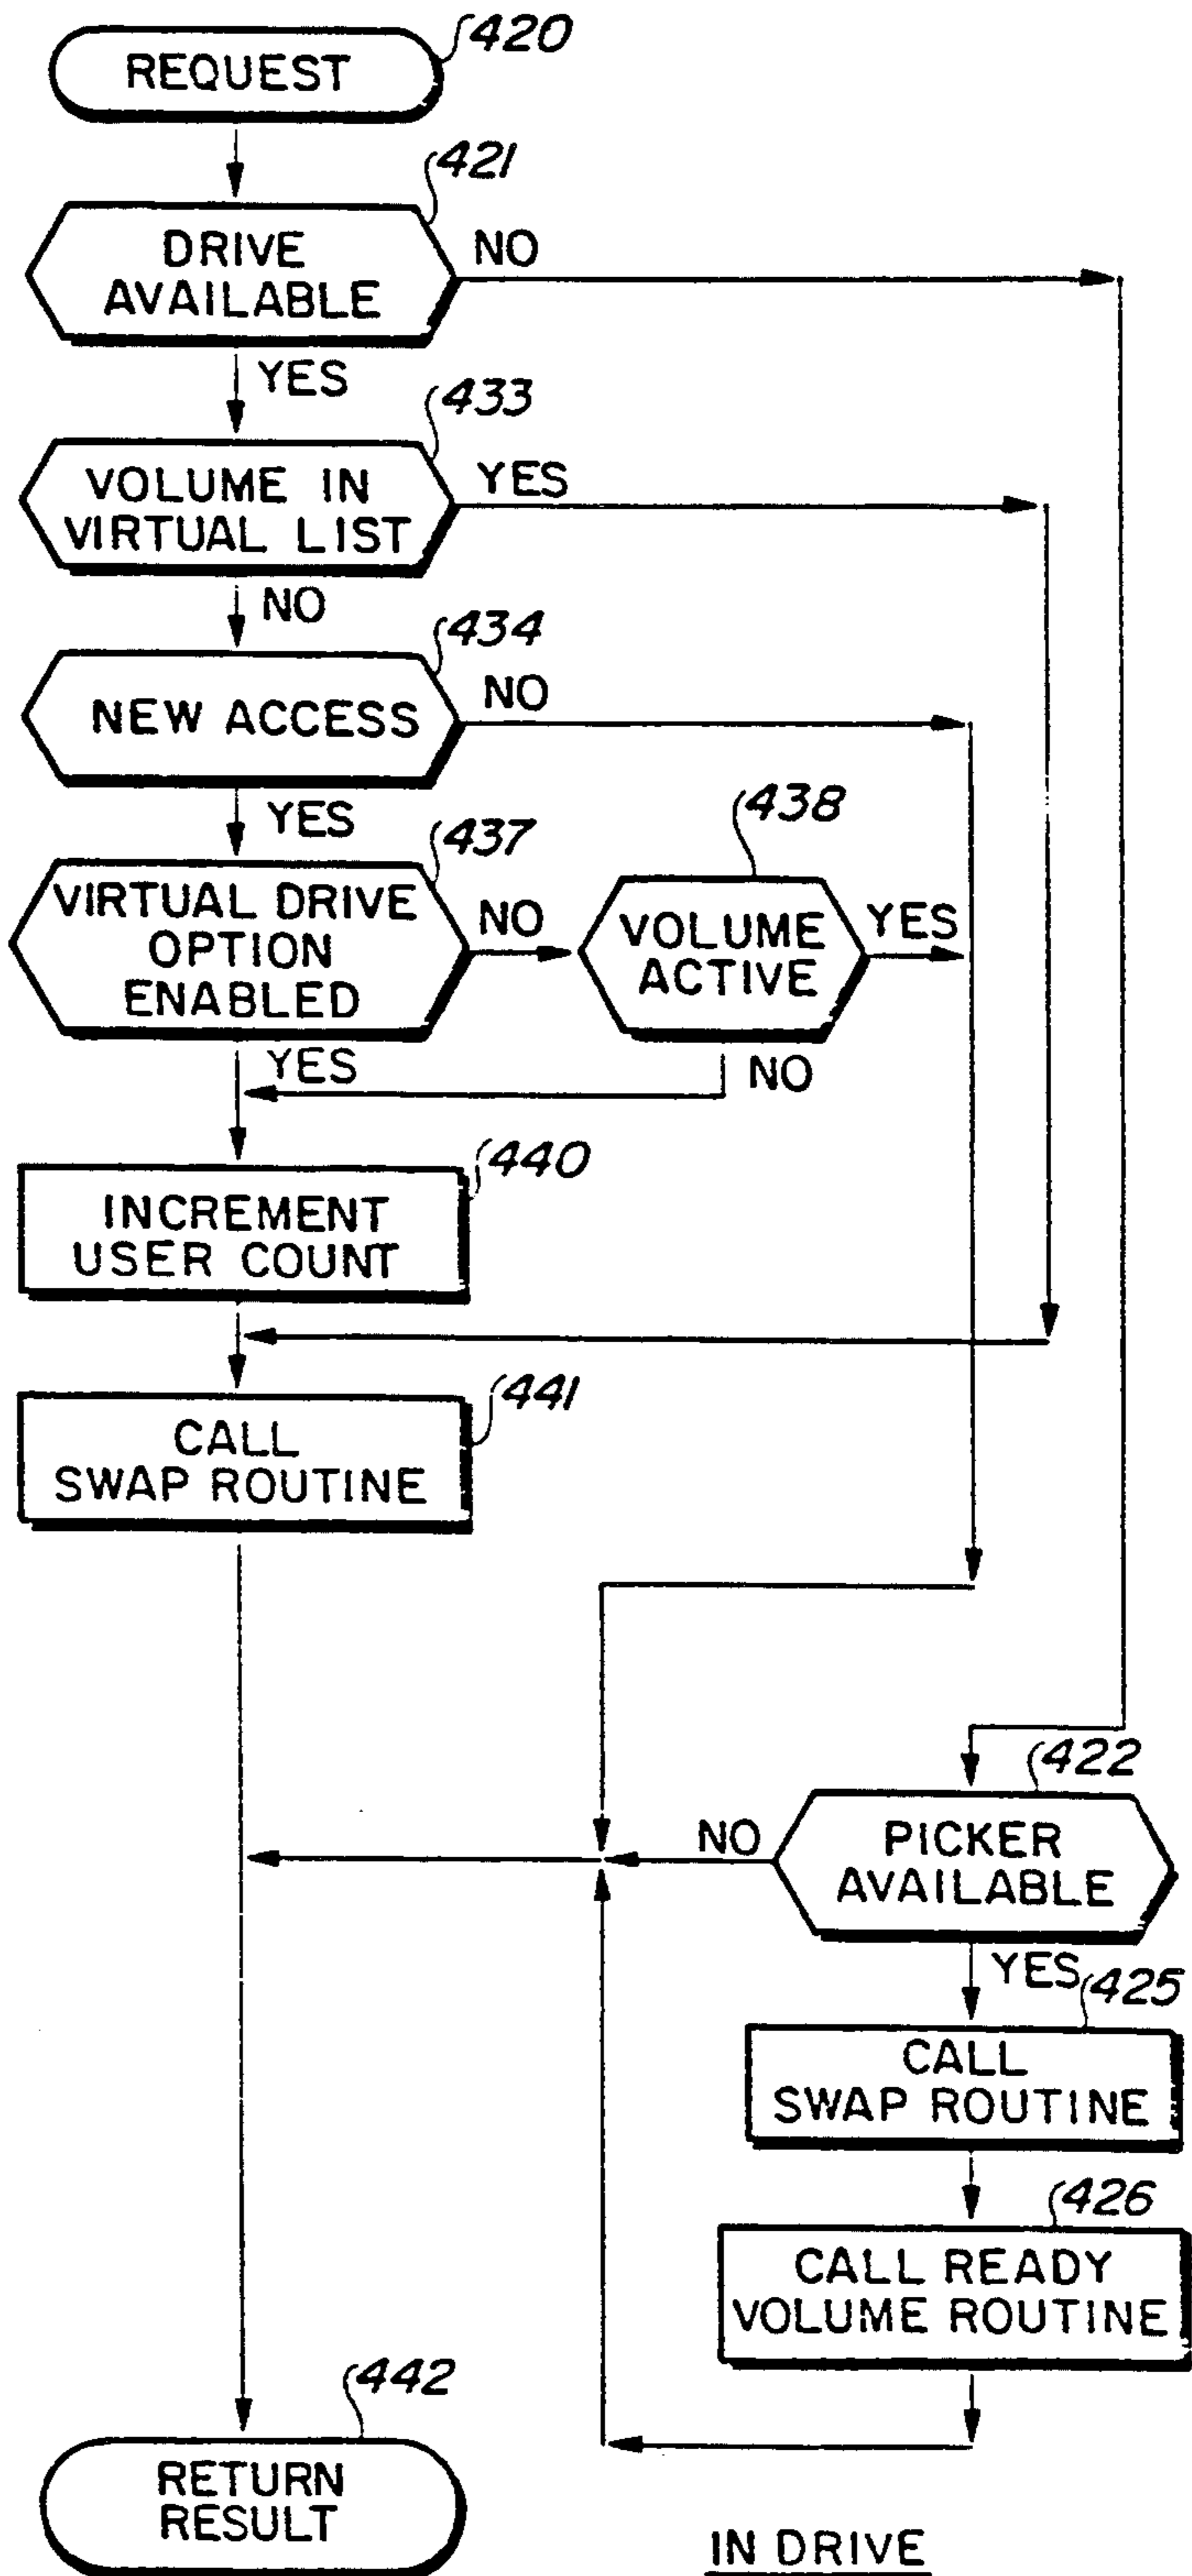 REQUEST
420
421
DRIVE
AVAILABLE
NO
YES
433
VOLUME IN
VIRTUAL LIST
YES
NO
434
NEW ACCESS
NO
YES
437
VIRTUAL DRIVE
OPTION
ENABLED
NO
438
VOLUME
ACTIVE
YES
YES
NO
440
INCREMENT
USER COUNT
441
CALL
SWAP ROUTINE
422
PICKER
AVAILABLE
NO
YES
425
CALL
SWAP ROUTINE
426
CALL READY
VOLUME ROUTINE
442
RETURN
RESULT
IN DRIVE